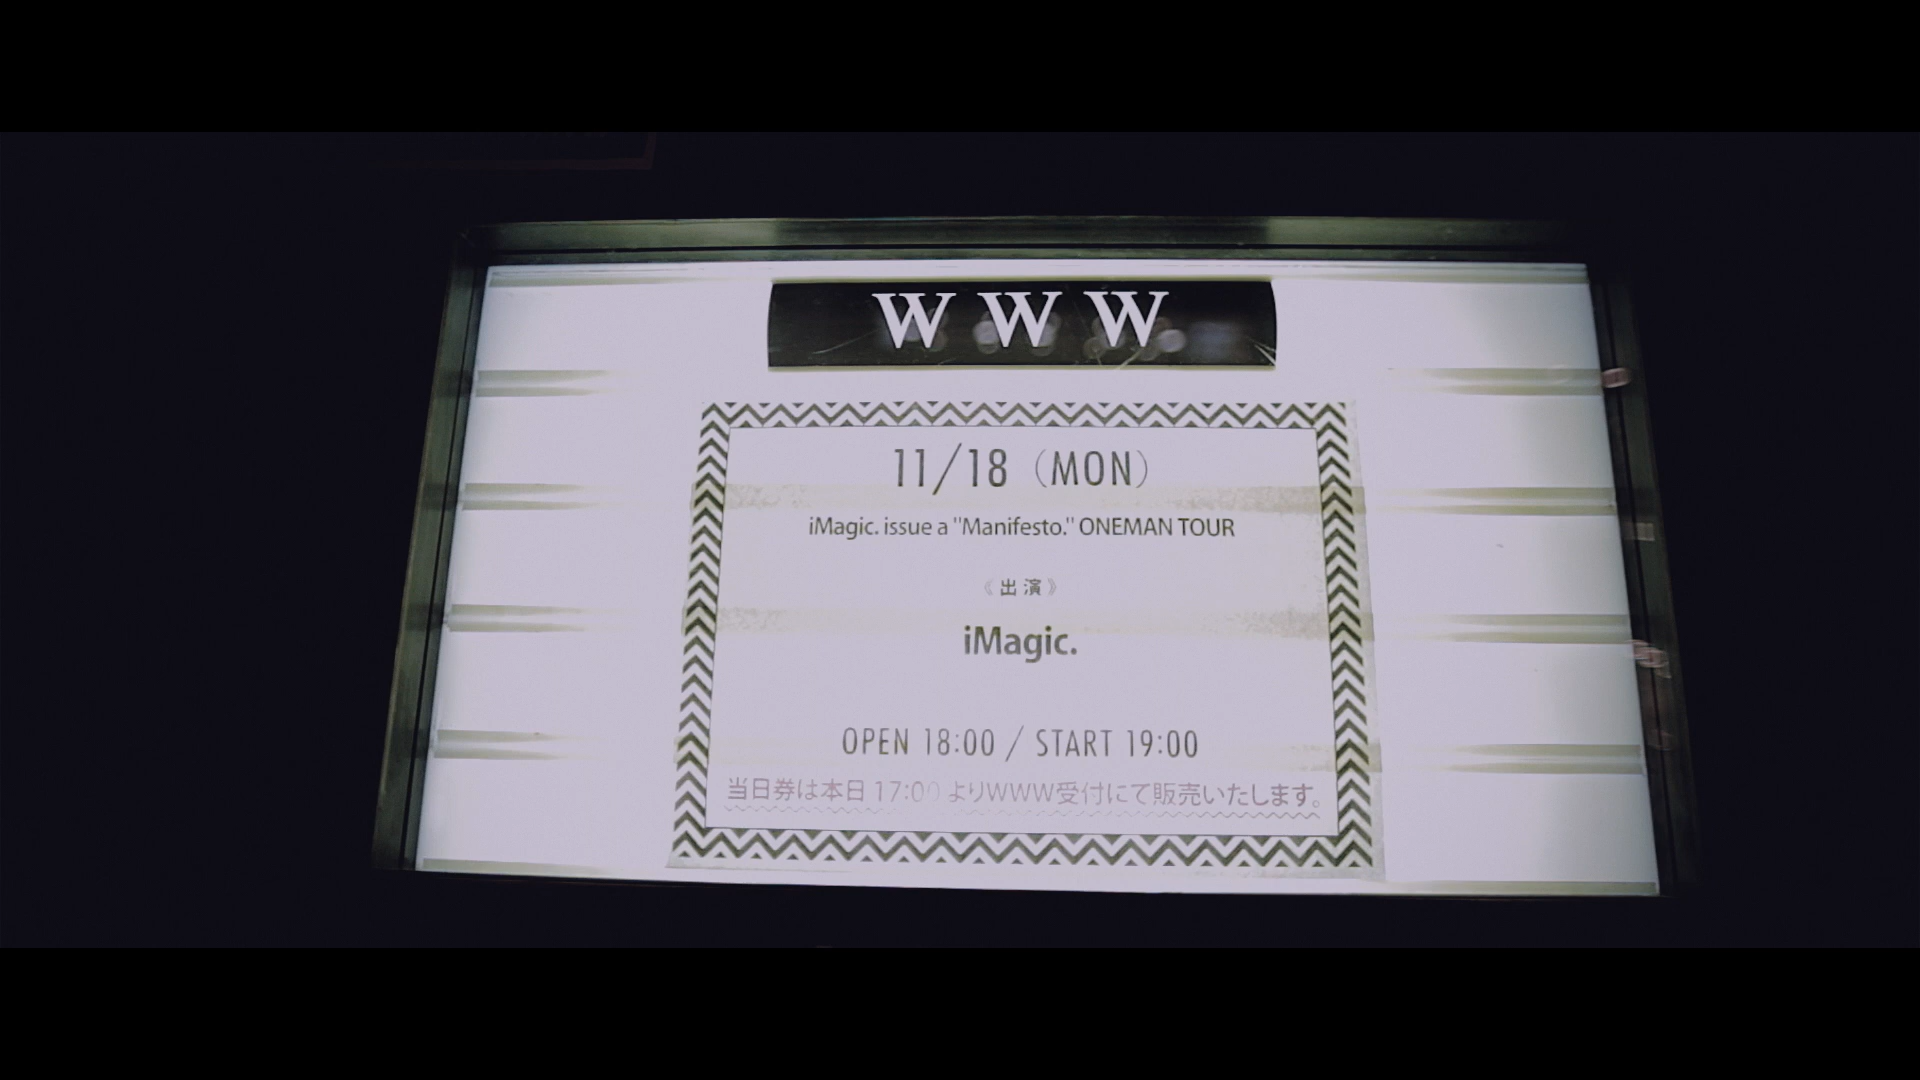 WWW
11/18（MON）
iMagic. issue a "Manifesto." ONEMAN TOUR
《出演》
iMagic.
OPEN 18:00 / START 19:00
当日券は本日 17:00 よりWWW受付にて販売いたします。